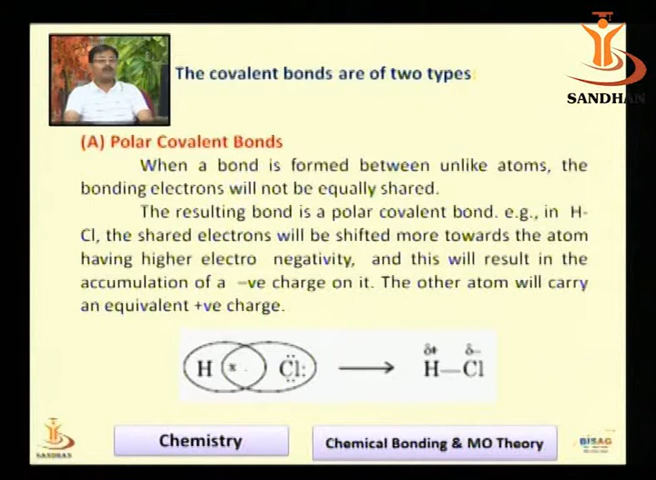 The covalent bonds are of two types:
SANDHAN
(A) Polar Covalent Bonds
When a bond is formed between unlike atoms, the
bonding electrons will not be equally shared.
The resulting bond is a polar covalent bond. e.g., in H-
Cl, the shared electrons will be shifted more towards the atom
having higher electro negativity, and this will result in the
accumulation of a –ve charge on it. The other atom will carry
an equivalent +ve charge.
δ+ δ–
H × · Cl: ⟶ H—Cl
SANDHAN
Chemistry
Chemical Bonding & MO Theory
BISAG